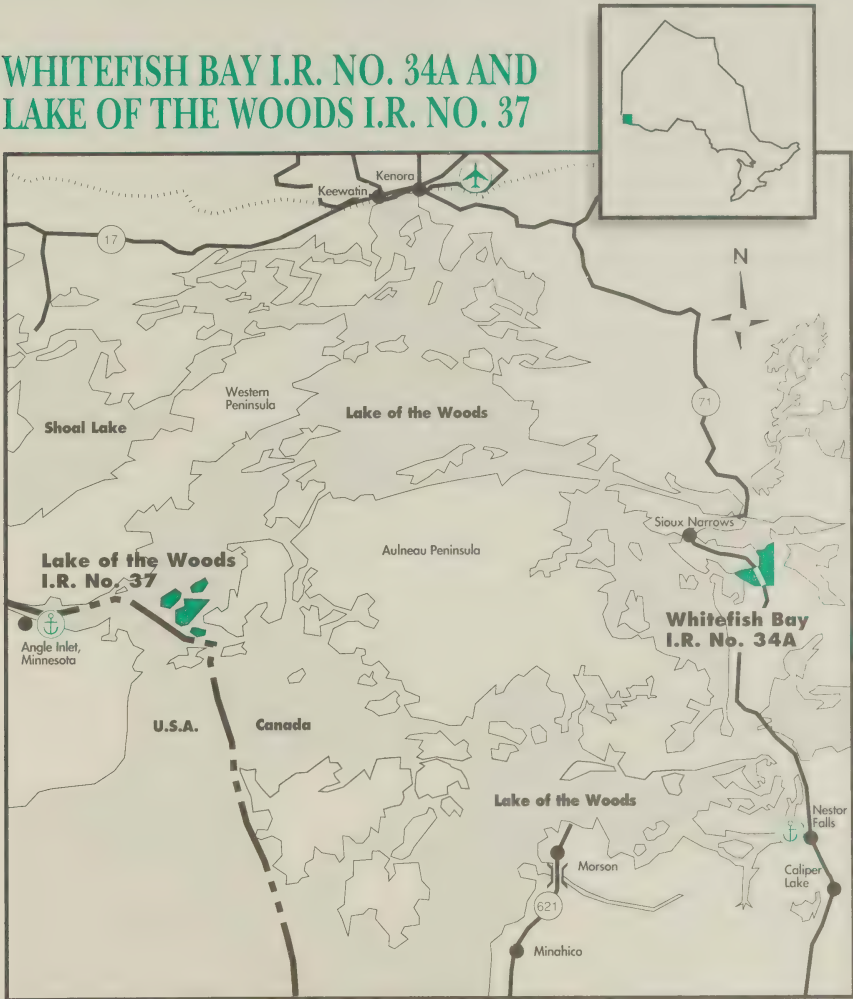 WHITEFISH BAY I.R. NO. 34A AND
LAKE OF THE WOODS I.R. NO. 37
Kenora
Keewatin
17
N
Western
Peninsula
Lake of the Woods
71
Shoal Lake
Sioux Narrows
Aulneau Peninsula
Lake of the Woods
I.R. No. 37
Whitefish Bay
I.R. No. 34A
Angle Inlet,
Minnesota
U.S.A.
Canada
Lake of the Woods
Nestor
Falls
Morson
Caliper
Lake
621
Minahico